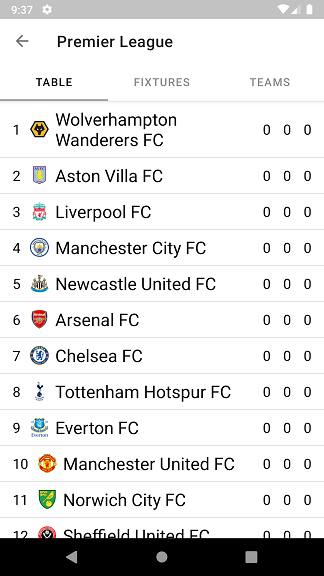 9:37
Premier League
TABLE FIXTURES TEAMS
1 Wolverhampton Wanderers FC 0 0 0
2 Aston Villa FC 0 0 0
3 Liverpool FC 0 0 0
4 Manchester City FC 0 0 0
5 Newcastle United FC 0 0 0
6 Arsenal FC 0 0 0
7 Chelsea FC 0 0 0
8 Tottenham Hotspur FC 0 0 0
9 Everton FC 0 0 0
10 Manchester United FC 0 0 0
11 Norwich City FC 0 0 0
12 Sheffield United FC 0 0 0